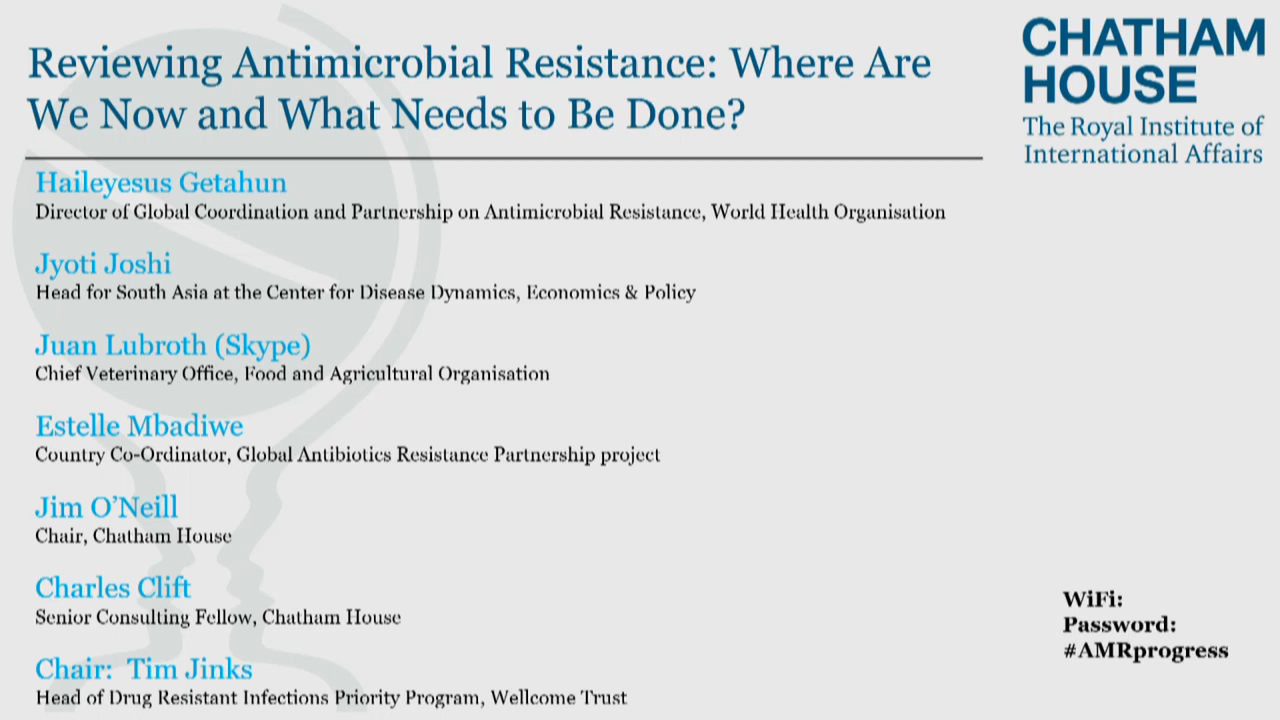 Reviewing Antimicrobial Resistance: Where Are
We Now and What Needs to Be Done?
CHATHAM
HOUSE
The Royal Institute of
International Affairs
Haileyesus Getahun
Director of Global Coordination and Partnership on Antimicrobial Resistance, World Health Organisation
Jyoti Joshi
Head for South Asia at the Center for Disease Dynamics, Economics & Policy
Juan Lubroth (Skype)
Chief Veterinary Office, Food and Agricultural Organisation
Estelle Mbadiwe
Country Co-Ordinator, Global Antibiotics Resistance Partnership project
Jim O’Neill
Chair, Chatham House
Charles Clift
Senior Consulting Fellow, Chatham House
Chair: Tim Jinks
Head of Drug Resistant Infections Priority Program, Wellcome Trust
WiFi:
Password:
#AMRprogress